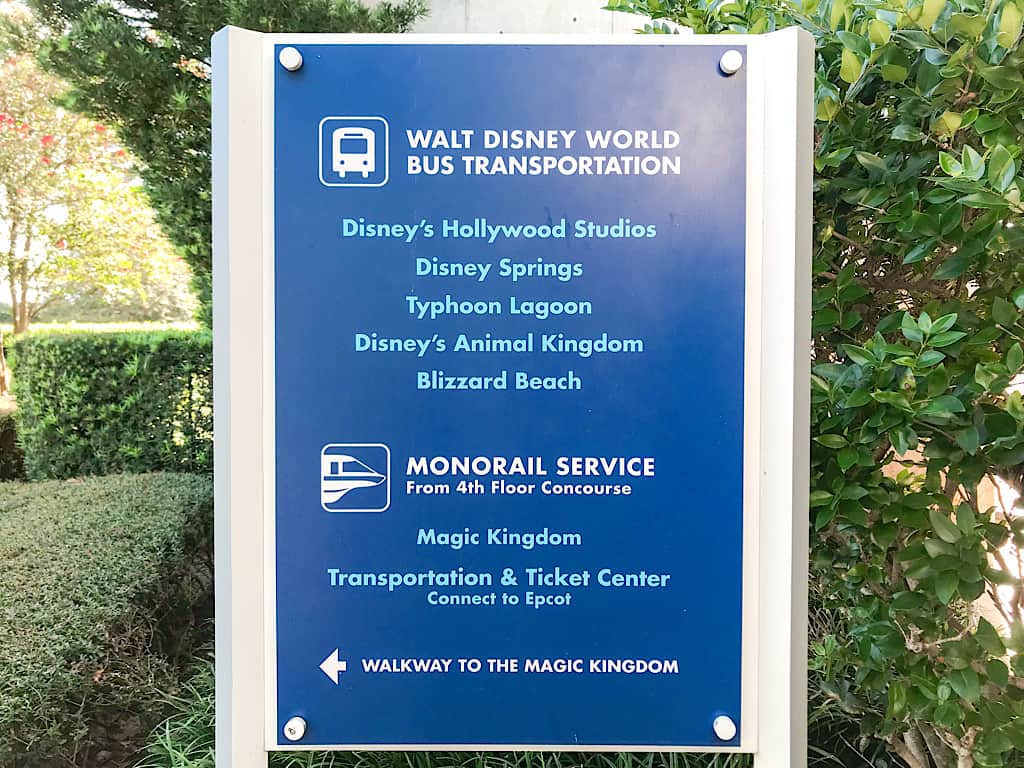 WALT DISNEY WORLD
BUS TRANSPORTATION
Disney's Hollywood Studios
Disney Springs
Typhoon Lagoon
Disney's Animal Kingdom
Blizzard Beach
MONORAIL SERVICE
From 4th Floor Concourse
Magic Kingdom
Transportation & Ticket Center
Connect to Epcot
WALKWAY TO THE MAGIC KINGDOM